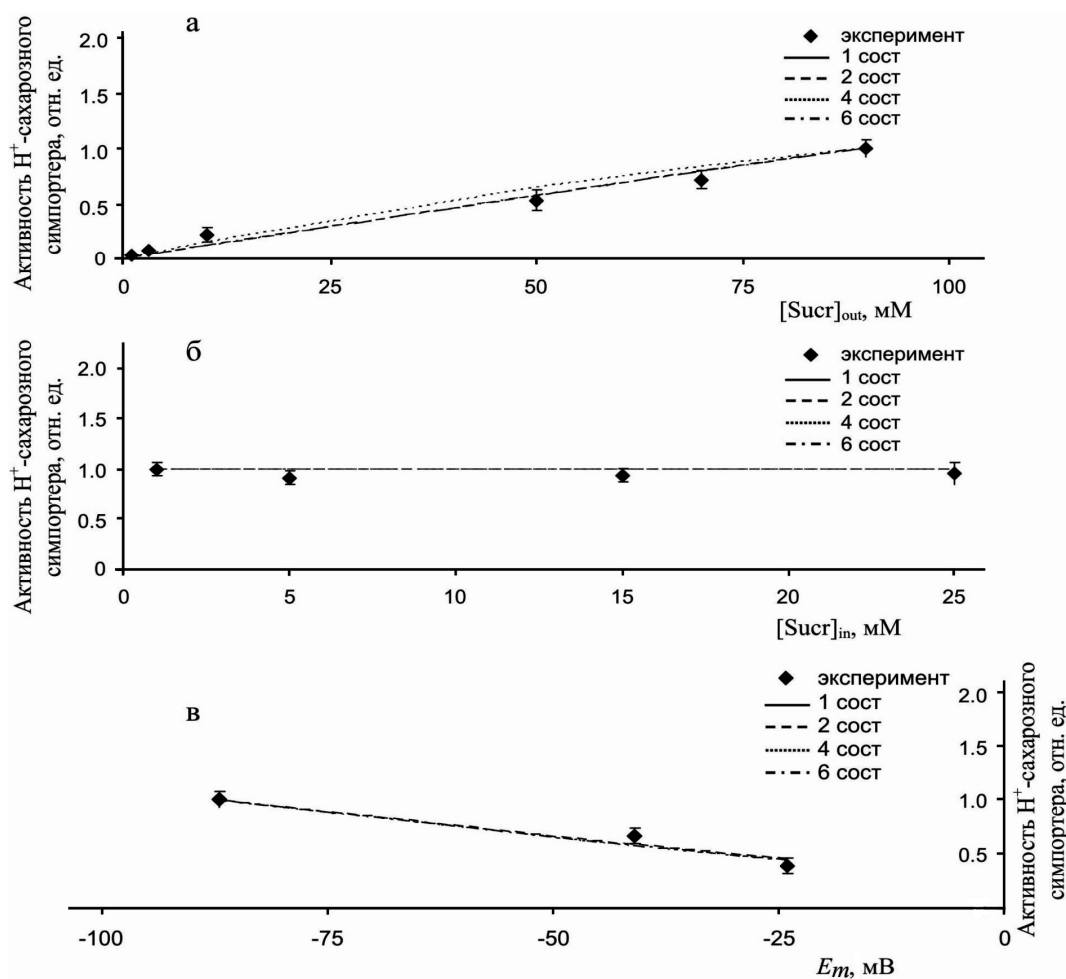 а
Активность H⁺-сахарозного
симпортера, отн. ед.
2.0
1.5
1.0
0.5
0
эксперимент
1 сост
2 сост
4 сост
6 сост
0 25 50 75 100
[Sucr]out, мМ
б
Активность H⁺-сахарозного
симпортера, отн. ед.
2.0
1.5
1.0
0.5
0
эксперимент
1 сост
2 сост
4 сост
6 сост
0 5 10 15 20 25
[Sucr]in, мМ
в
эксперимент
1 сост
2 сост
4 сост
6 сост
2.0
1.5
1.0
0.5
Активность H⁺-сахарозного
симпортера, отн. ед.
-100 -75 -50 -25 0
Em, мВ